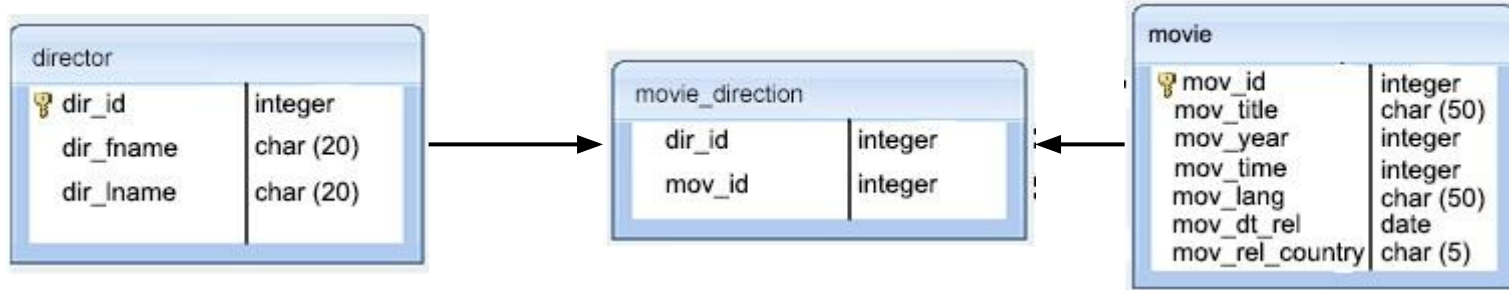 director
dir_id integer
dir_fname char (20)
dir_lname char (20)
movie_direction
dir_id integer
mov_id integer
movie
mov_id integer
mov_title char (50)
mov_year integer
mov_time integer
mov_lang char (50)
mov_dt_rel date
mov_rel_country char (5)